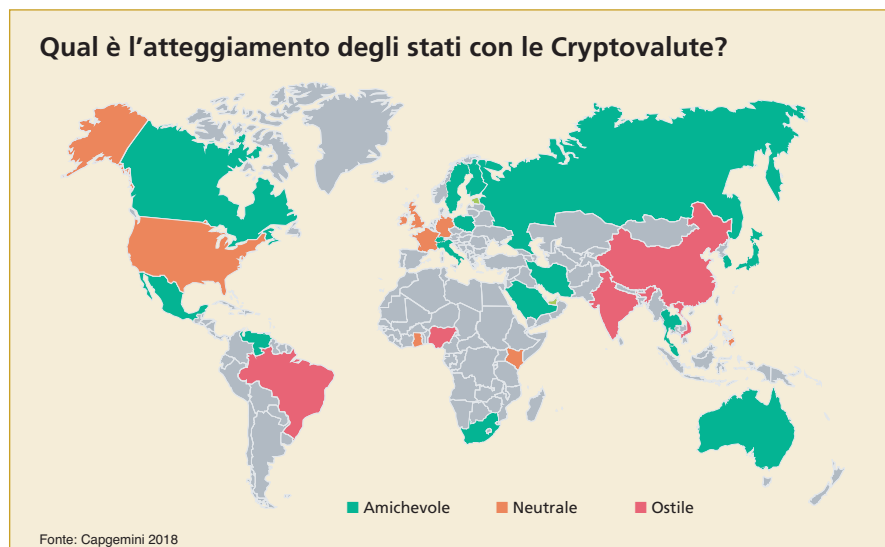 Qual è l'atteggiamento degli stati con le Cryptovalute?
Amichevole Neutrale Ostile
Fonte: Capgemini 2018